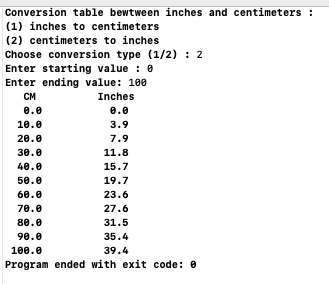 Conversion table bewtween inches and centimeters :
(1) inches to centimeters
(2) centimeters to inches
Choose conversion type (1/2) : 2
Enter starting value : 0
Enter ending value: 100
CM Inches
0.0 0.0
10.0 3.9
20.0 7.9
30.0 11.8
40.0 15.7
50.0 19.7
60.0 23.6
70.0 27.6
80.0 31.5
90.0 35.4
100.0 39.4
Program ended with exit code: 0